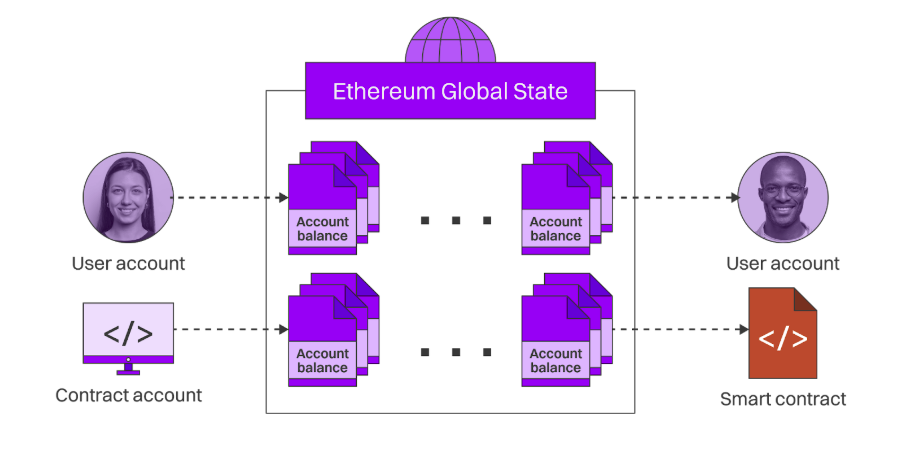 Ethereum Global State
Account
balance
Account
balance
User account
User account
</>
Account
balance
Account
balance
</>
Contract account
Smart contract